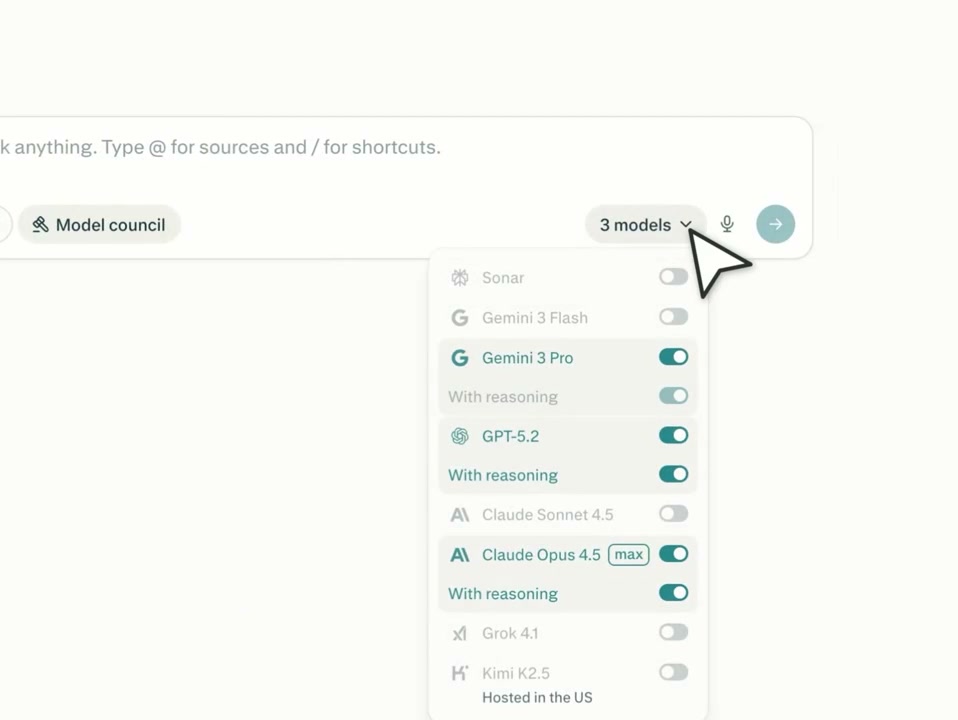 k anything. Type @ for sources and / for shortcuts.
Model council
3 models
Sonar
Gemini 3 Flash
Gemini 3 Pro
With reasoning
GPT-5.2
With reasoning
Claude Sonnet 4.5
Claude Opus 4.5 max
With reasoning
Grok 4.1
Kimi K2.5
Hosted in the US